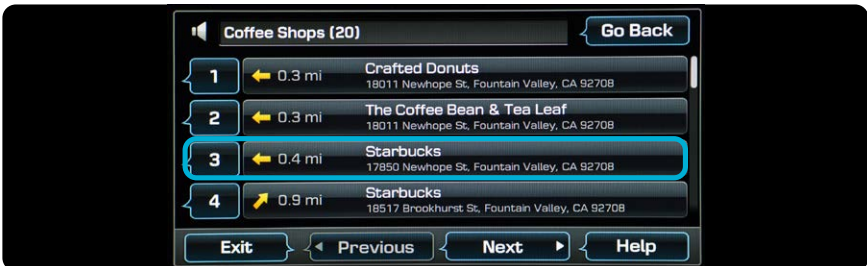 Coffee Shops (20)
Go Back
1
0.3 mi
Crafted Donuts
18011 Newhope St, Fountain Valley, CA 92708
2
0.3 mi
The Coffee Bean & Tea Leaf
18011 Newhope St, Fountain Valley, CA 92708
3
0.4 mi
Starbucks
17850 Newhope St, Fountain Valley, CA 92708
4
0.9 mi
Starbucks
18517 Brookhurst St, Fountain Valley, CA 92708
Exit
Previous
Next
Help